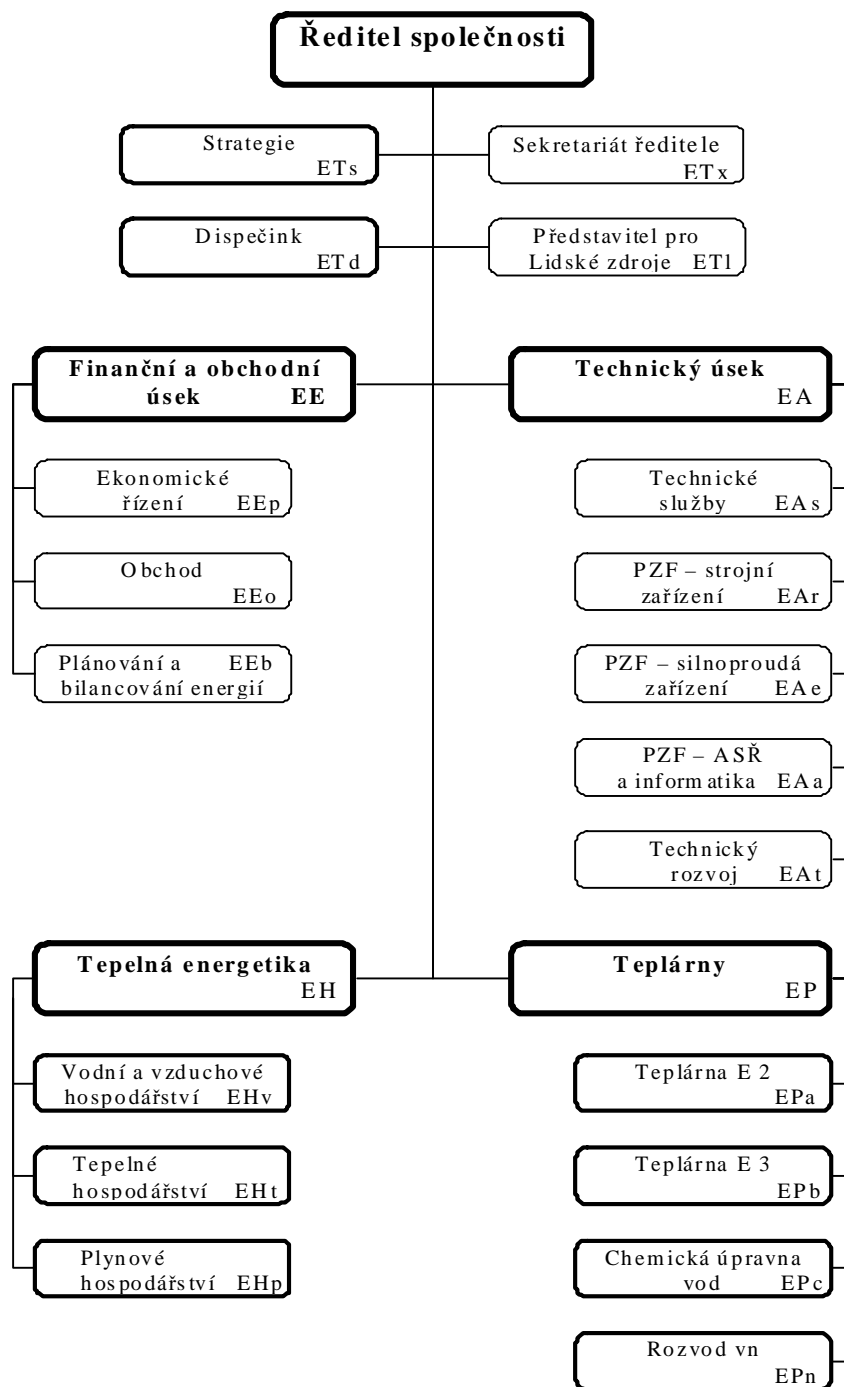 Ředitel společnosti
Strategie
ETs
Sekretariát ředitele
ETx
Dispečink
ETd
Představitel pro
Lidské zdroje ETl
Finanční a obchodní
úsek EE
Technický úsek
EA
Ekonomické
řízení EEp
Technické
služby EAs
Obchod
EEo
PZF – strojní
zařízení EAr
Plánování a EEb
bilancování energií
PZF – silnoproudá
zařízení EAe
PZF – ASŘ
a informatika EAa
Technický
rozvoj EAt
Tepelná energetika
EH
Teplárny
EP
Vodní a vzduchové
hospodářství EHv
Teplárna E 2
EPa
Tepelné
hospodářství EHt
Teplárna E 3
EPb
Plynové
hospodářství EHp
Chemická úpravna
vod EPc
Rozvod vn
EPn